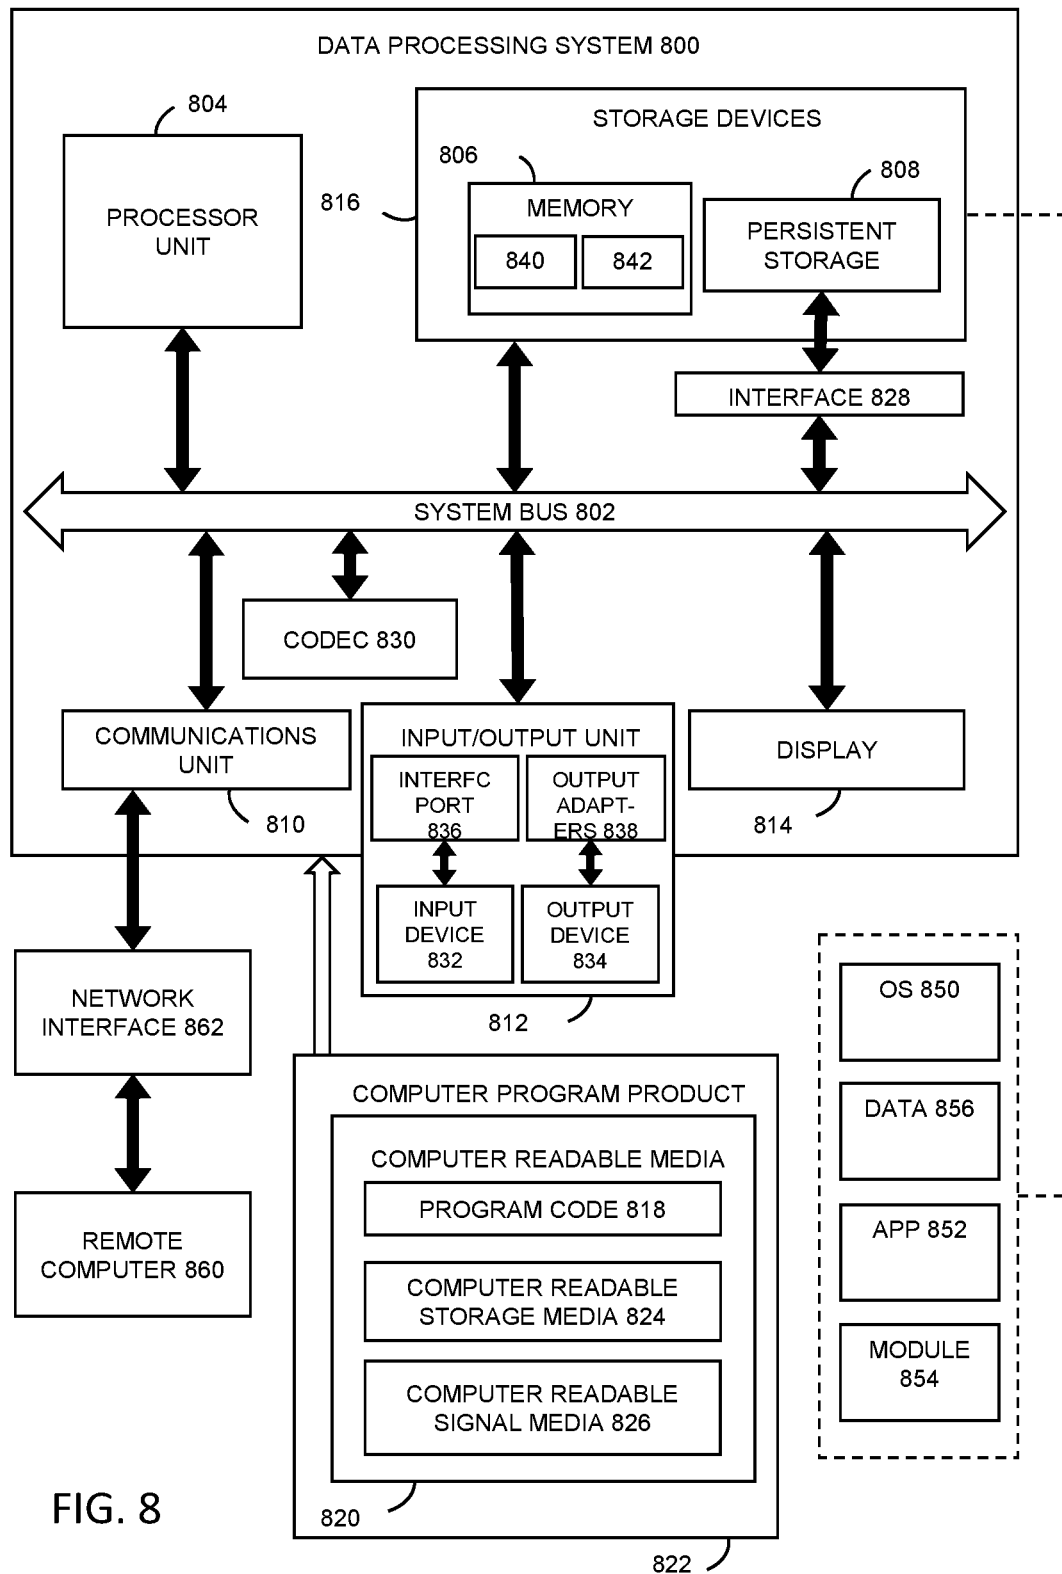 DATA PROCESSING SYSTEM 800
804
STORAGE DEVICES
806
808
816
PROCESSOR
UNIT
MEMORY
840
842
PERSISTENT
STORAGE
INTERFACE 828
SYSTEM BUS 802
CODEC 830
COMMUNICATIONS
UNIT
810
INPUT/OUTPUT UNIT
INTERFC
PORT
836
OUTPUT
ADAPT-
ERS 838
DISPLAY
814
INPUT
DEVICE
832
OUTPUT
DEVICE
834
812
NETWORK
INTERFACE 862
REMOTE
COMPUTER 860
COMPUTER PROGRAM PRODUCT
COMPUTER READABLE MEDIA
PROGRAM CODE 818
COMPUTER READABLE
STORAGE MEDIA 824
COMPUTER READABLE
SIGNAL MEDIA 826
820
822
OS 850
DATA 856
APP 852
MODULE
854
FIG. 8